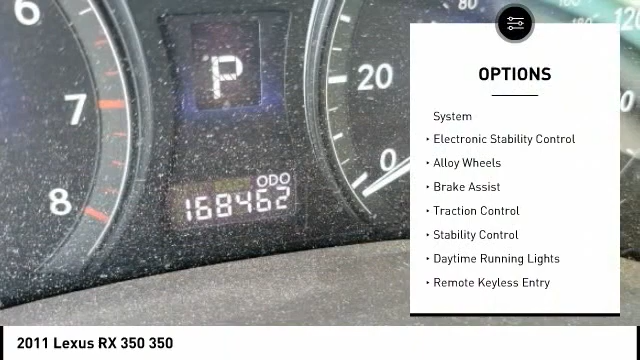 6
7
8
P
ODO
168462
20
0
80
OPTIONS
System
• Electronic Stability Control
• Alloy Wheels
• Brake Assist
• Traction Control
• Stability Control
• Daytime Running Lights
• Remote Keyless Entry
2011 Lexus RX 350 350